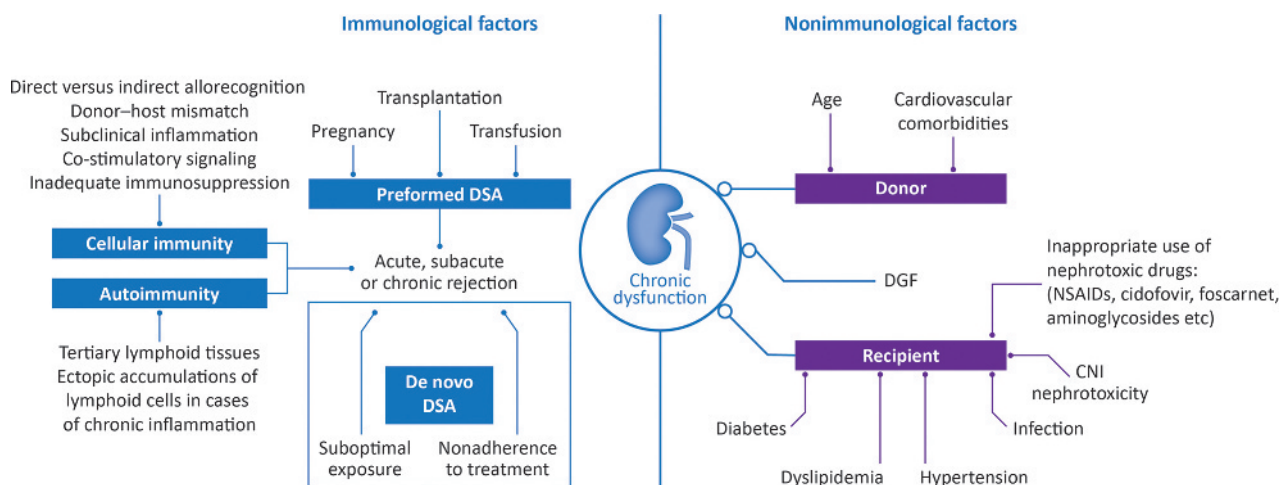 Immunological factors
Nonimmunological factors
Direct versus indirect allorecognition
Donor–host mismatch
Subclinical inflammation
Co-stimulatory signaling
Inadequate immunosuppression
Cellular immunity
Autoimmunity
Tertiary lymphoid tissues
Ectopic accumulations of
lymphoid cells in cases
of chronic inflammation
Transplantation
Pregnancy
Transfusion
Preformed DSA
Acute, subacute
or chronic rejection
De novo
DSA
Suboptimal
exposure
Nonadherence
to treatment
Chronic
dysfunction
Age
Cardiovascular
comorbidities
Donor
DGF
Inappropriate use of
nephrotoxic drugs:
(NSAIDs, cidofovir, foscarnet,
aminoglycosides etc)
Recipient
CNI
nephrotoxicity
Diabetes
Dyslipidemia
Hypertension
Infection